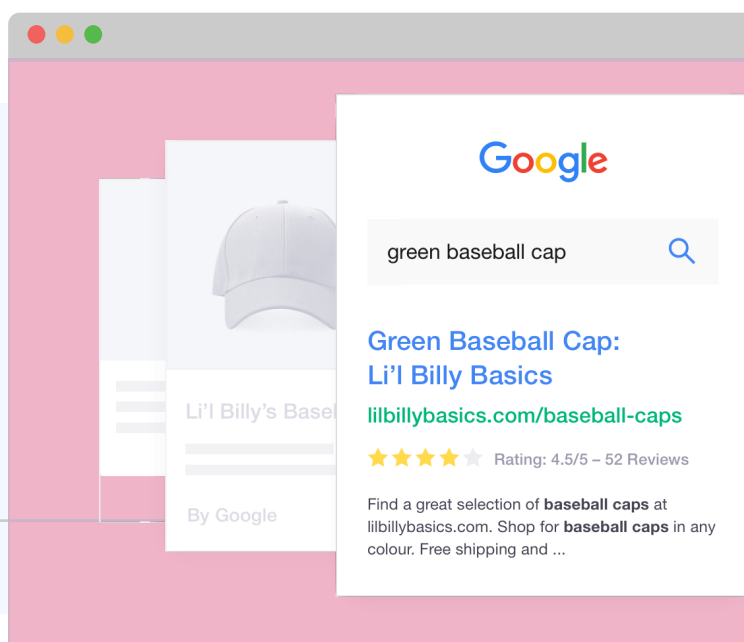 Google
green baseball cap
Green Baseball Cap:
Li’l Billy Basics
lilbillybasics.com/baseball-caps
Rating: 4.5/5 – 52 Reviews
Find a great selection of baseball caps at
lilbillybasics.com. Shop for baseball caps in any
colour. Free shipping and ...
Li’l Billy’s Basel
By Google